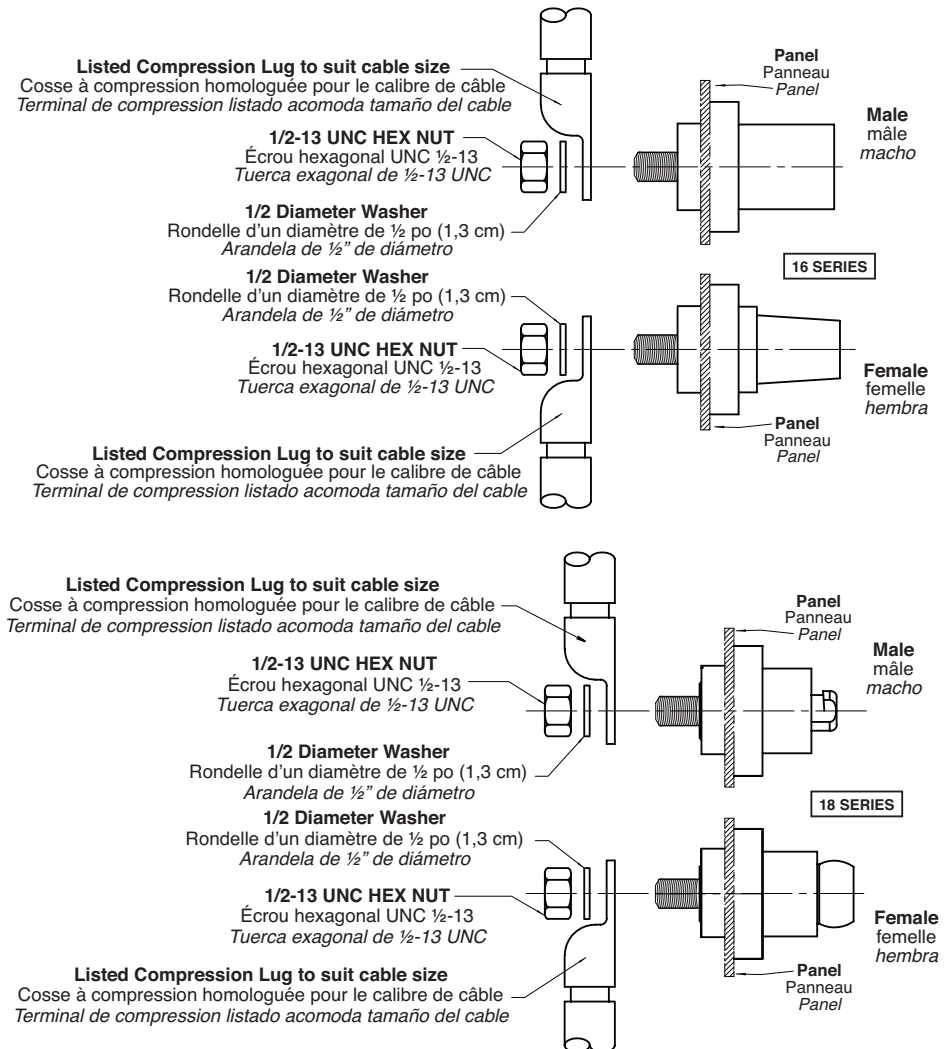 Listed Compression Lug to suit cable size
Cosse à compression homologuée pour le calibre de câble
Terminal de compression listado acomoda tamaño del cable
Panel
Panneau
Panel
Male
mâle
macho
1/2-13 UNC HEX NUT
Écrou hexagonal UNC ½-13
Tuerca exagonal de ½-13 UNC
1/2 Diameter Washer
Rondelle d'un diamètre de ½ po (1,3 cm)
Arandela de ½" de diámetro
16 SERIES
1/2 Diameter Washer
Rondelle d'un diamètre de ½ po (1,3 cm)
Arandela de ½" de diámetro
1/2-13 UNC HEX NUT
Écrou hexagonal UNC ½-13
Tuerca exagonal de ½-13 UNC
Female
femelle
hembra
Panel
Panneau
Panel
Listed Compression Lug to suit cable size
Cosse à compression homologuée pour le calibre de câble
Terminal de compression listado acomoda tamaño del cable
Listed Compression Lug to suit cable size
Cosse à compression homologuée pour le calibre de câble
Terminal de compression listado acomoda tamaño del cable
Panel
Panneau
Panel
Male
mâle
macho
1/2-13 UNC HEX NUT
Écrou hexagonal UNC ½-13
Tuerca exagonal de ½-13 UNC
1/2 Diameter Washer
Rondelle d'un diamètre de ½ po (1,3 cm)
Arandela de ½" de diámetro
18 SERIES
1/2 Diameter Washer
Rondelle d'un diamètre de ½ po (1,3 cm)
Arandela de ½" de diámetro
1/2-13 UNC HEX NUT
Écrou hexagonal UNC ½-13
Tuerca exagonal de ½-13 UNC
Female
femelle
hembra
Panel
Panneau
Panel
Listed Compression Lug to suit cable size
Cosse à compression homologuée pour le calibre de câble
Terminal de compression listado acomoda tamaño del cable